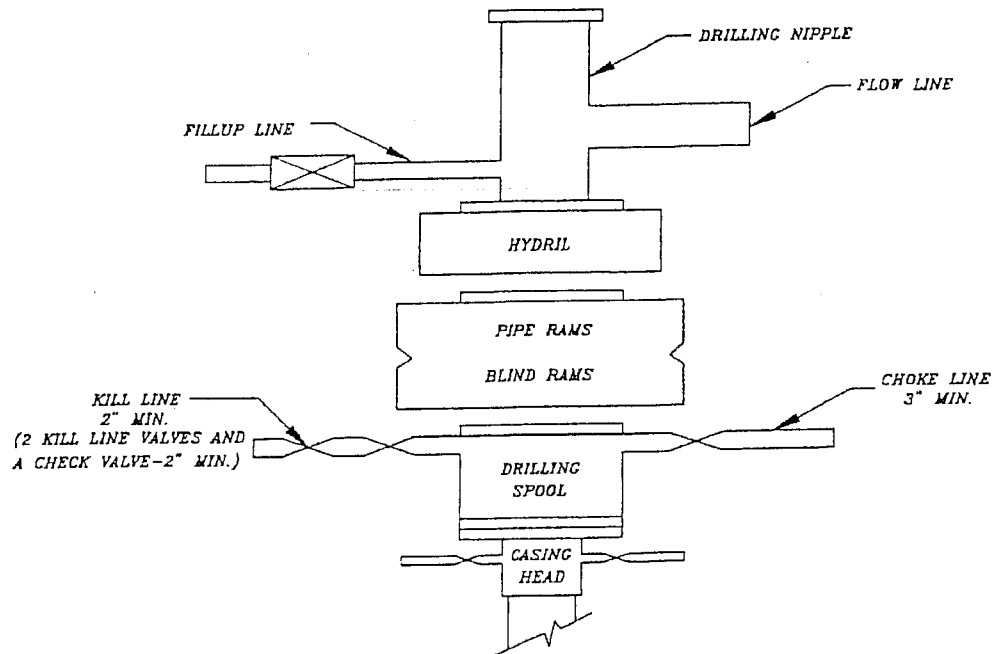 DRILLING NIPPLE
FLOW LINE
FILLUP LINE
HYDRIL
PIPE RAMS
BLIND RAMS
KILL LINE
2" MIN.
(2 KILL LINE VALVES AND
A CHECK VALVE-2" MIN.)
CHOKE LINE
3" MIN.
DRILLING
SPOOL
CASING
HEAD